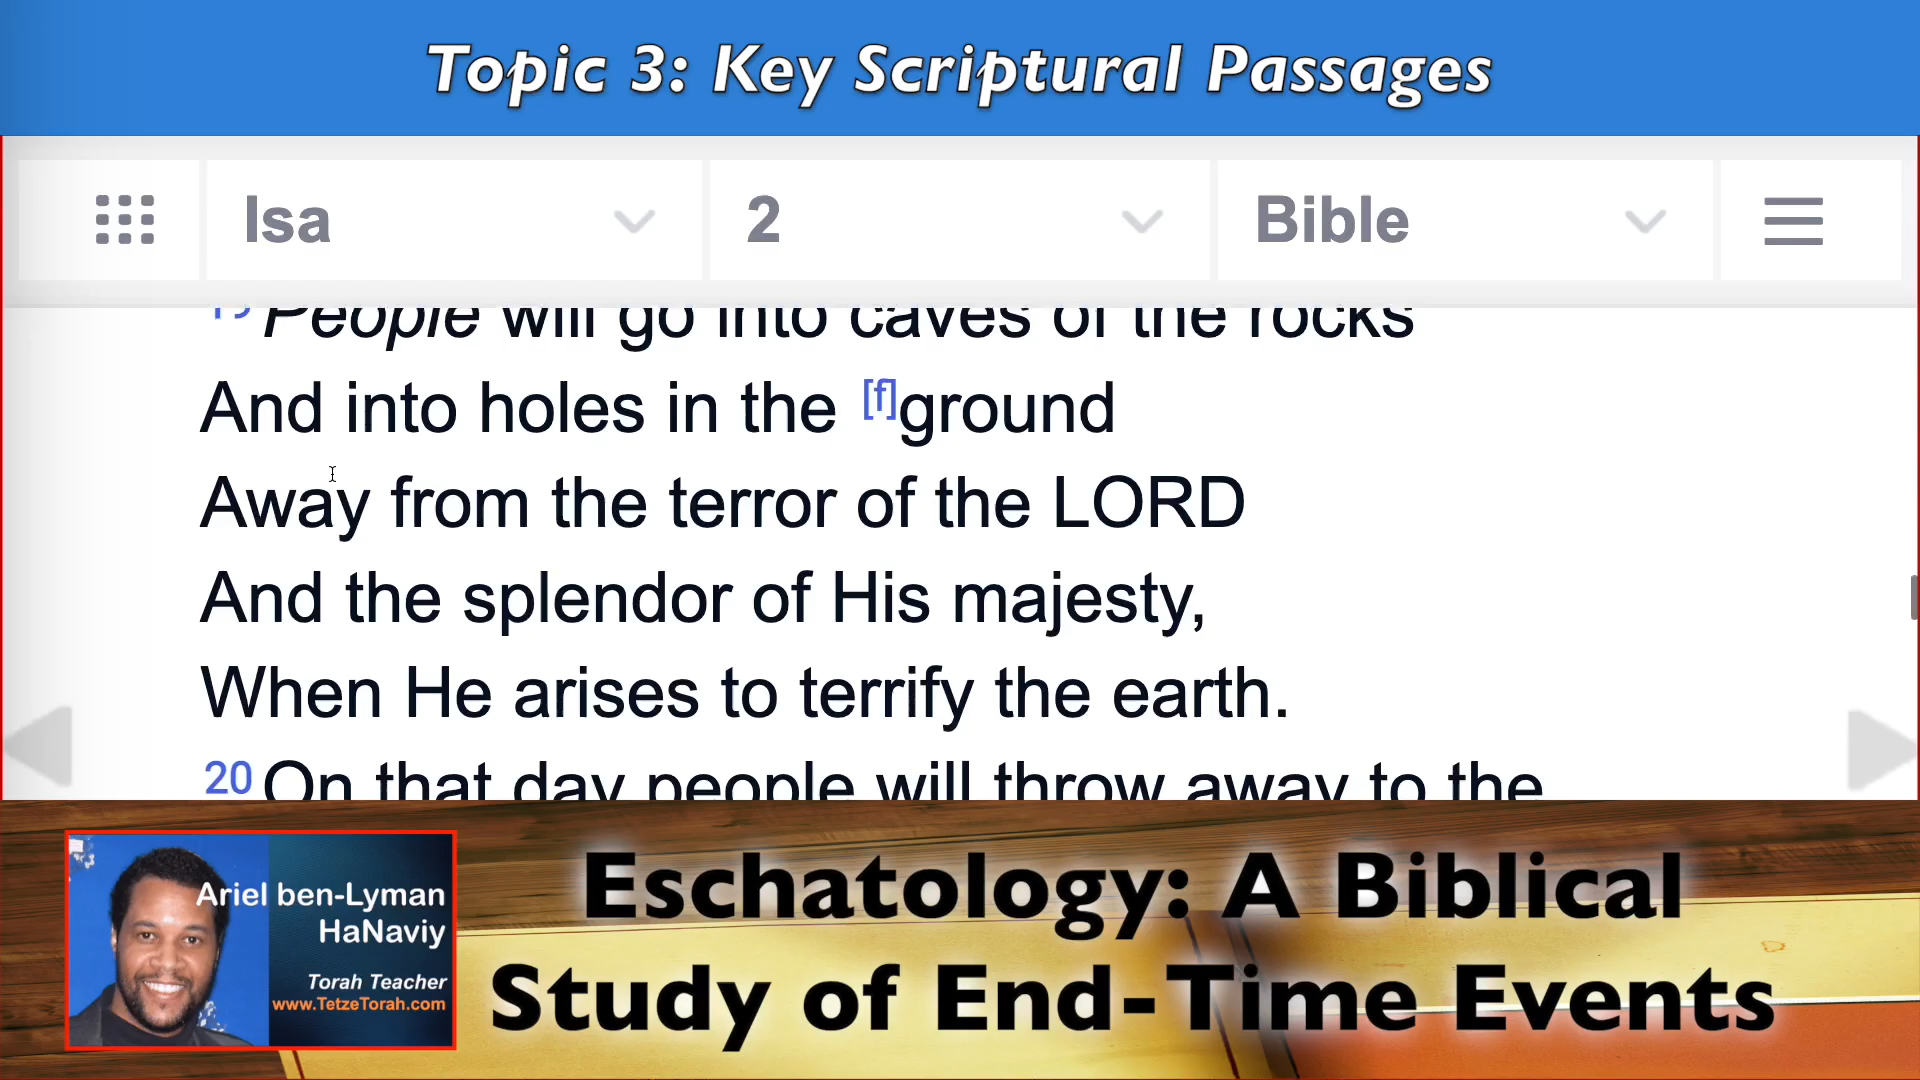 Topic 3: Key Scriptural Passages
Isa
2
Bible
19 People will go into caves of the rocks
And into holes in the [f]ground
Away from the terror of the LORD
And the splendor of His majesty,
When He arises to terrify the earth.
20 On that day people will throw away to the
Ariel ben-Lyman
HaNaviy
Torah Teacher
www.TetzeTorah.com
Eschatology: A Biblical
Study of End-Time Events